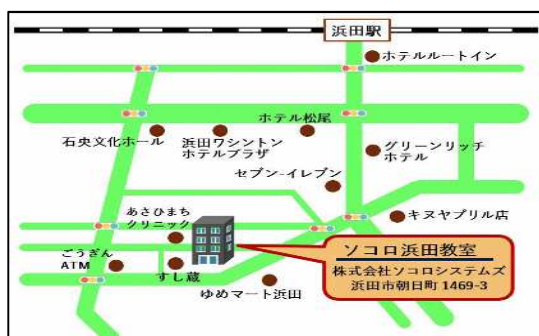 浜田駅
ホテルルートイン
ホテル松尾
石央文化ホール
浜田ワシントン
ホテルプラザ
グリーンリッチ
ホテル
セブン-イレブン
あさひまち
クリニック
キヌヤプリル店
ごうぎん
ATM
すし蔵
ゆめマート浜田
ソコロ浜田教室
株式会社ソコロシステムズ
浜田市朝日町1469-3